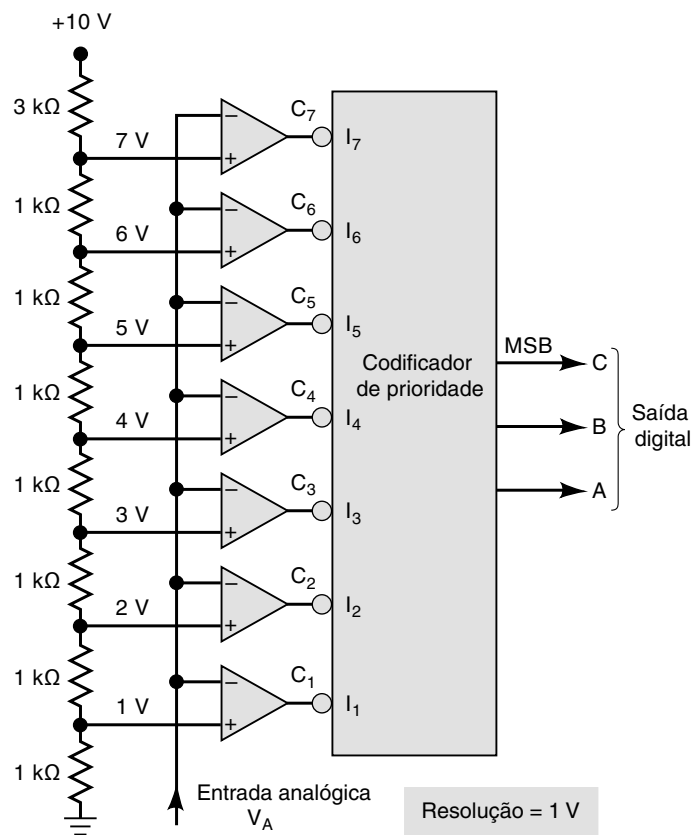 +10 V
3 kΩ
7 V
1 kΩ
6 V
1 kΩ
5 V
1 kΩ
4 V
1 kΩ
3 V
1 kΩ
2 V
1 kΩ
1 V
1 kΩ
− + C7 I7
− + C6 I6
− + C5 I5
− + C4 I4
− + C3 I3
− + C2 I2
− + C1 I1
Codificador
de prioridade
MSB C
B
A
Saída
digital
Entrada analógica
VA
Resolução = 1 V